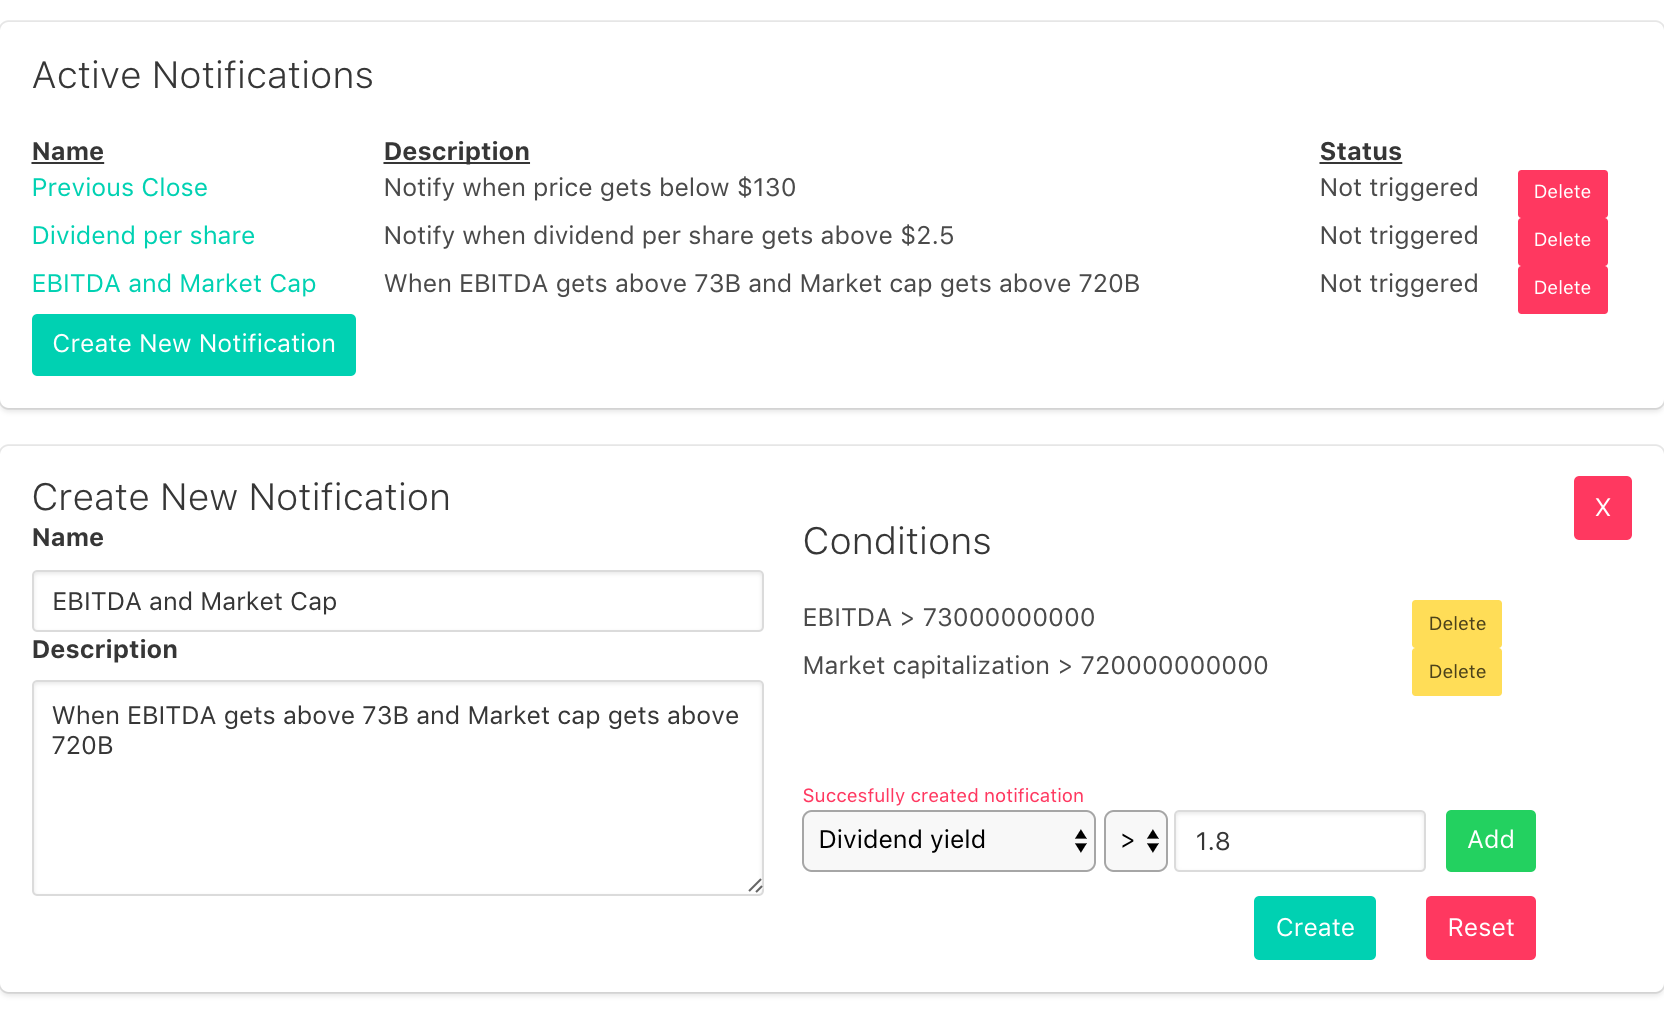 Active Notifications
Name Description Status
Previous Close Notify when price gets below $130 Not triggered Delete
Dividend per share Notify when dividend per share gets above $2.5 Not triggered Delete
EBITDA and Market Cap When EBITDA gets above 73B and Market cap gets above 720B Not triggered Delete
Create New Notification
Create New Notification
X
Name
EBITDA and Market Cap
Description
When EBITDA gets above 73B and Market cap gets above
720B
Conditions
EBITDA > 73000000000 Delete
Market capitalization > 720000000000 Delete
Succesfully created notification
Dividend yield > 1.8 Add
Create Reset